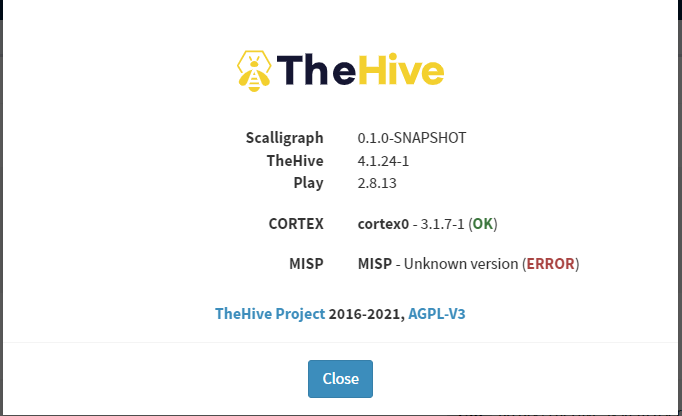 TheHive
Scalligraph 0.1.0-SNAPSHOT
TheHive 4.1.24-1
Play 2.8.13
CORTEX cortex0 - 3.1.7-1 (OK)
MISP MISP - Unknown version (ERROR)
TheHive Project 2016-2021, AGPL-V3
Close